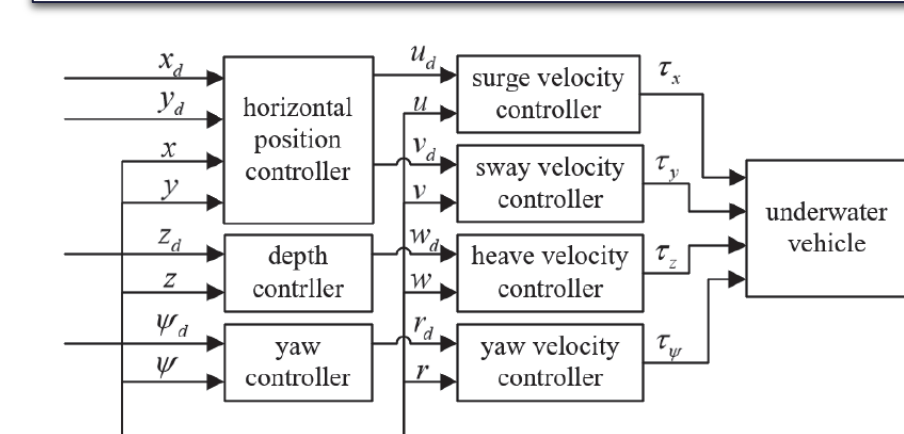 x_d
y_d
x
y
horizontal
position
controller
u_d
u
surge velocity
controller
τ_x
v_d
v
sway velocity
controller
τ_y
z_d
z
depth
contrller
w_d
w
heave velocity
controller
τ_z
ψ_d
ψ
yaw
controller
r_d
r
yaw velocity
controller
τ_ψ
underwater
vehicle